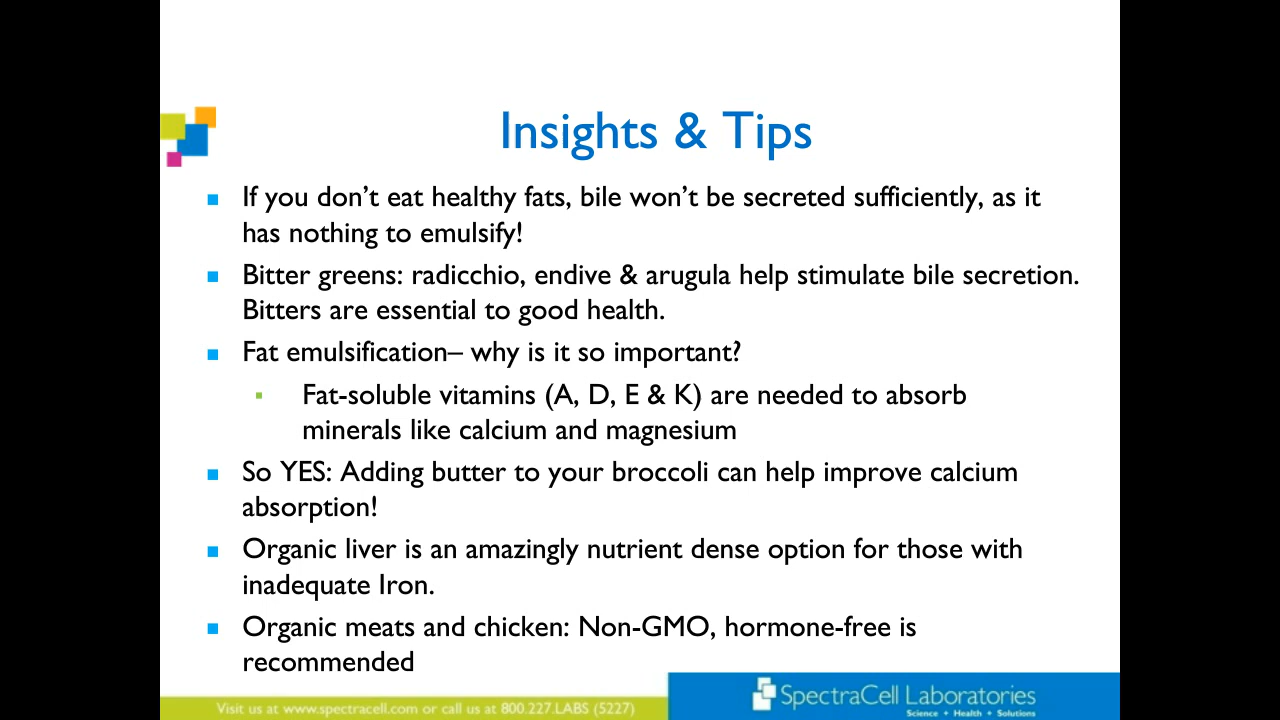 Insights & Tips
If you don’t eat healthy fats, bile won’t be secreted sufficiently, as it
has nothing to emulsify!
Bitter greens: radicchio, endive & arugula help stimulate bile secretion.
Bitters are essential to good health.
Fat emulsification– why is it so important?
Fat-soluble vitamins (A, D, E & K) are needed to absorb
minerals like calcium and magnesium
So YES: Adding butter to your broccoli can help improve calcium
absorption!
Organic liver is an amazingly nutrient dense option for those with
inadequate Iron.
Organic meats and chicken: Non-GMO, hormone-free is
recommended
Visit us at www.spectracell.com or call us at 800.227.LABS (5227)
SpectraCell Laboratories
Science + Health + Solutions